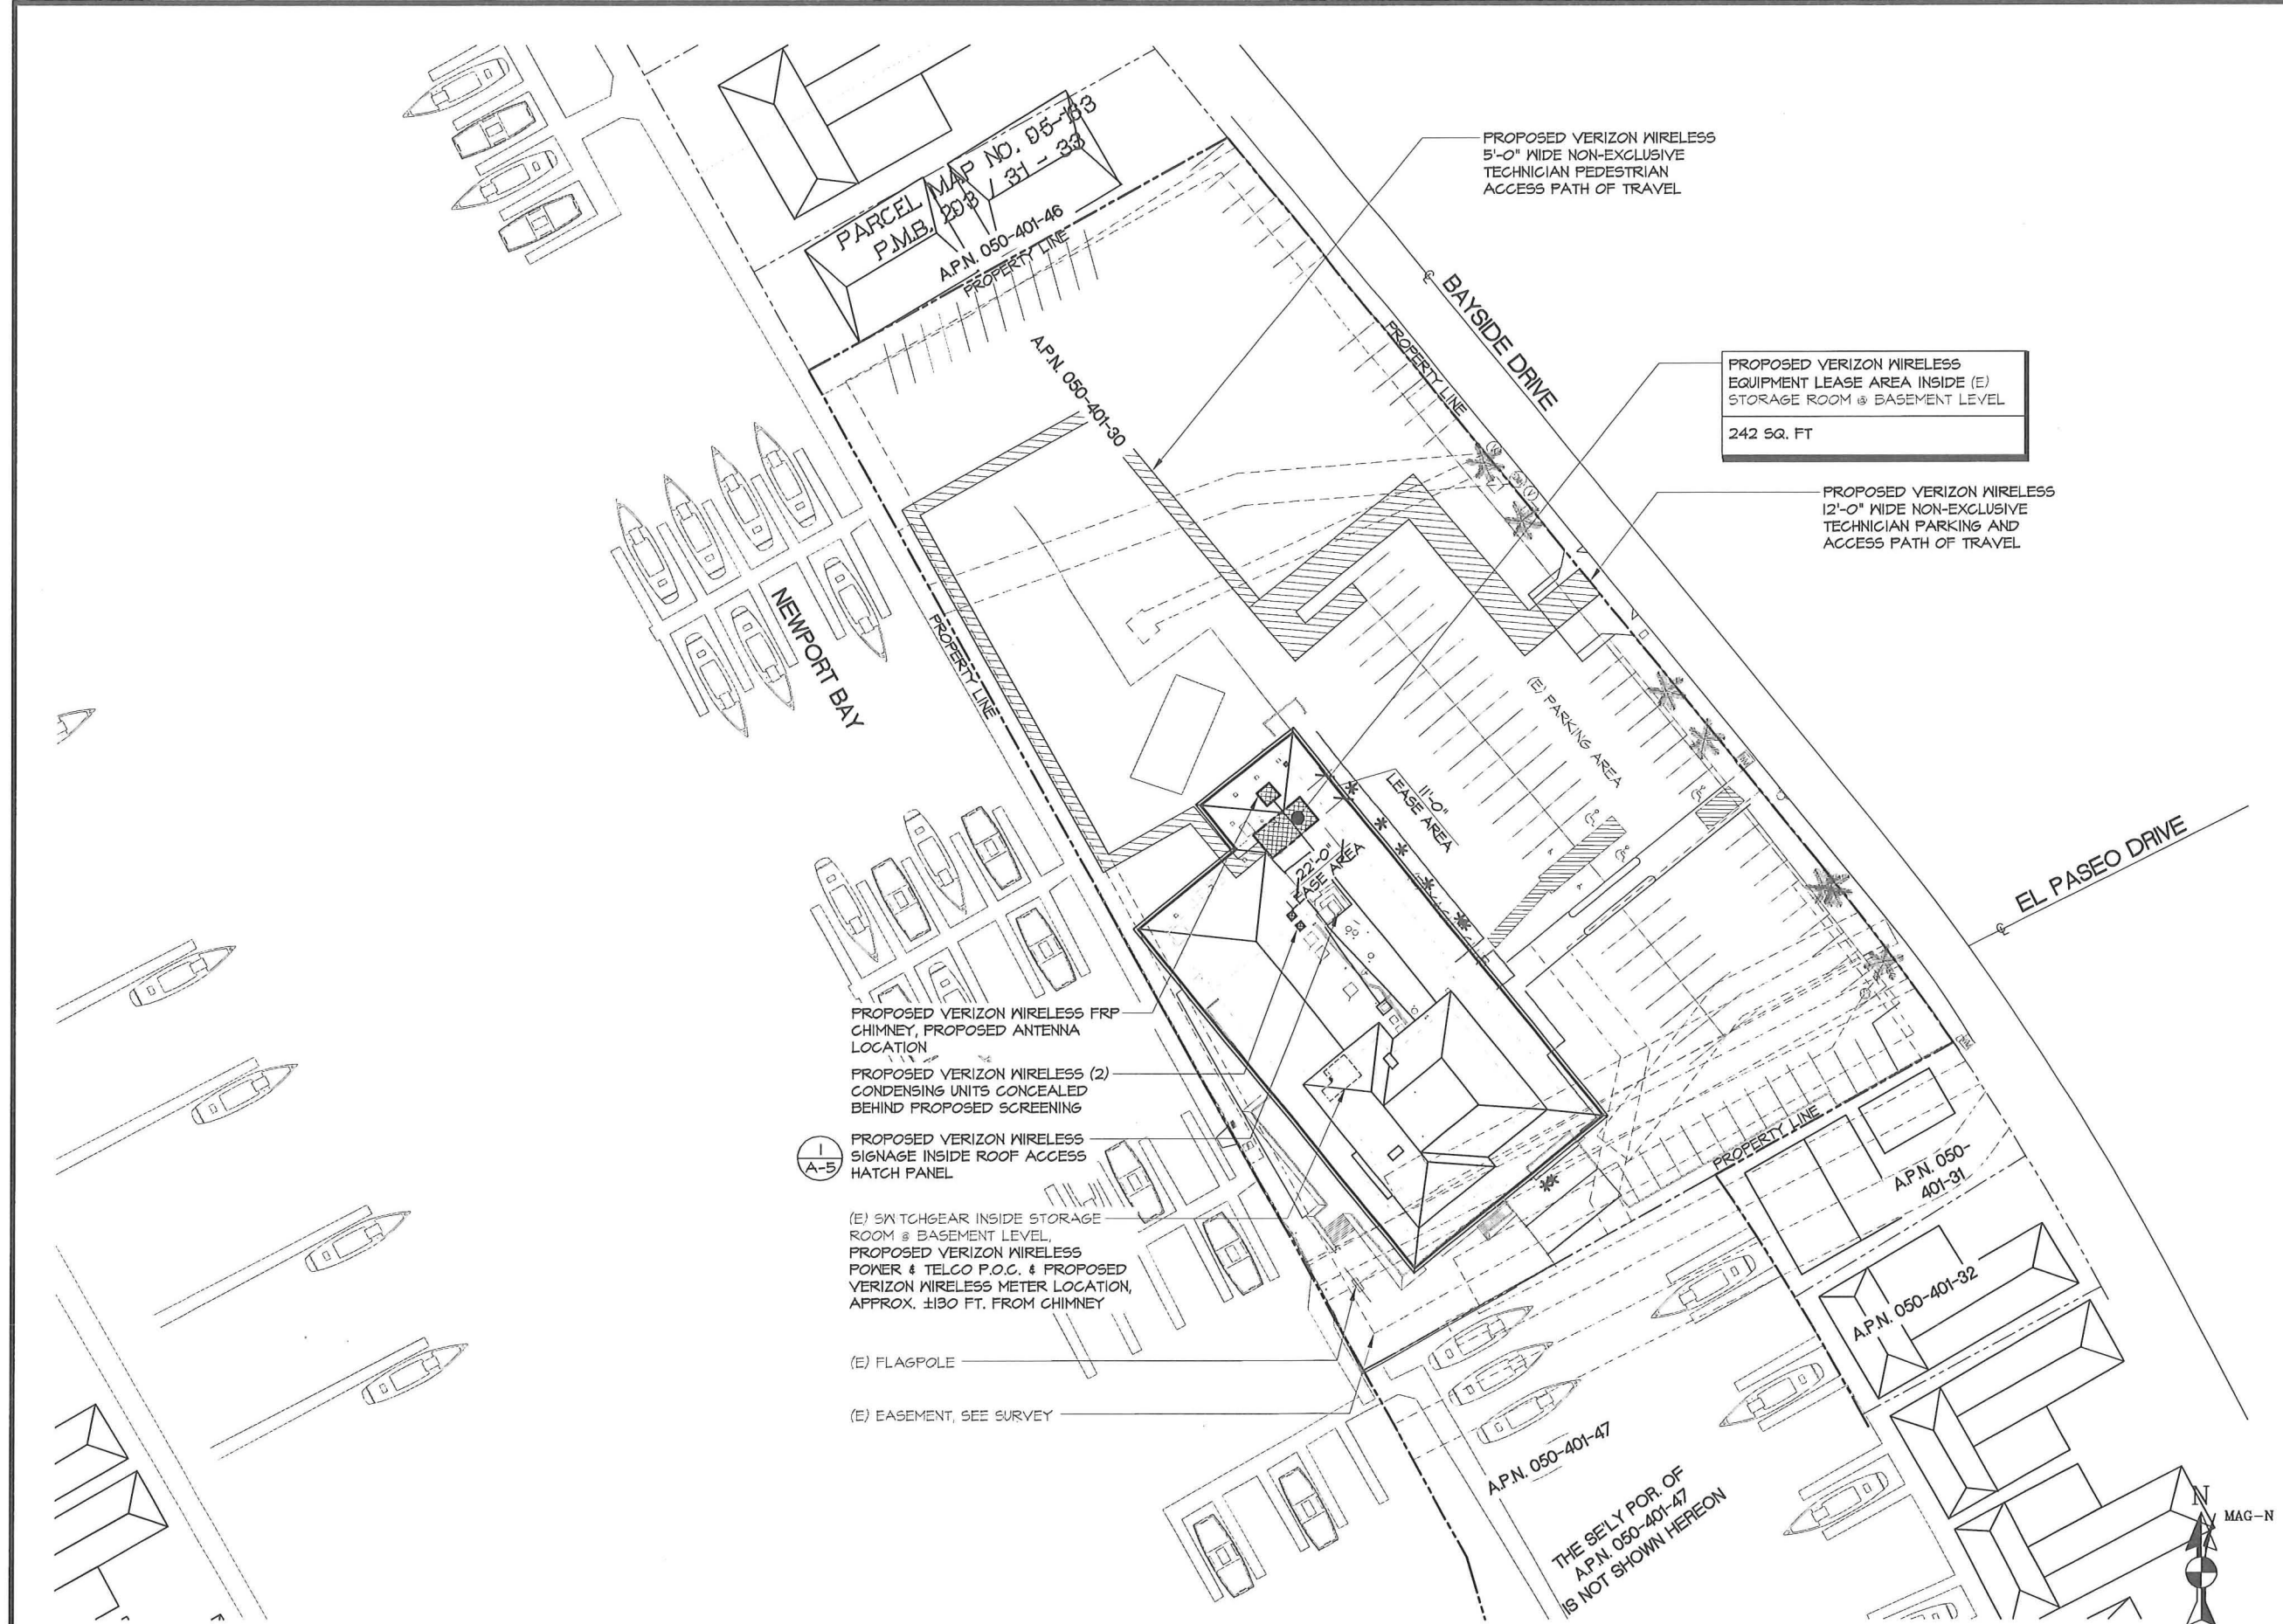 PARCEL MAP NO. 95-183
P.M.B. 293 / 31 - 33
A.P.N. 050-401-46
PROPERTY LINE
PROPOSED VERIZON WIRELESS
5'-0" WIDE NON-EXCLUSIVE
TECHNICIAN PEDESTRIAN
ACCESS PATH OF TRAVEL
BAYSIDE DRIVE
PROPERTY LINE
A.P.N. 050-401-30
PROPOSED VERIZON WIRELESS
EQUIPMENT LEASE AREA INSIDE (E)
STORAGE ROOM @ BASEMENT LEVEL
242 SQ. FT
PROPOSED VERIZON WIRELESS
12'-0" WIDE NON-EXCLUSIVE
TECHNICIAN PARKING AND
ACCESS PATH OF TRAVEL
NEWPORT BAY
PROPERTY LINE
(E) PARKING AREA
11'-0"
LEASE AREA
22'-0"
EASE AREA
EL PASEO DRIVE
PROPOSED VERIZON WIRELESS FRP
CHIMNEY, PROPOSED ANTENNA
LOCATION
PROPOSED VERIZON WIRELESS (2)
CONDENSING UNITS CONCEALED
BEHIND PROPOSED SCREENING
1
A-5
PROPOSED VERIZON WIRELESS
SIGNAGE INSIDE ROOF ACCESS
HATCH PANEL
(E) SW TCHGEAR INSIDE STORAGE
ROOM @ BASEMENT LEVEL,
PROPOSED VERIZON WIRELESS
POWER & TELCO P.O.C. & PROPOSED
VERIZON WIRELESS METER LOCATION,
APPROX. ±130 FT. FROM CHIMNEY
(E) FLAGPOLE
(E) EASEMENT, SEE SURVEY
PROPERTY LINE
A.P.N. 050-
401-31
A.P.N. 050-401-32
A.P.N. 050-401-47
THE SE'LY POR. OF
A.P.N. 050-401-47
IS NOT SHOWN HEREON
N
MAG-N